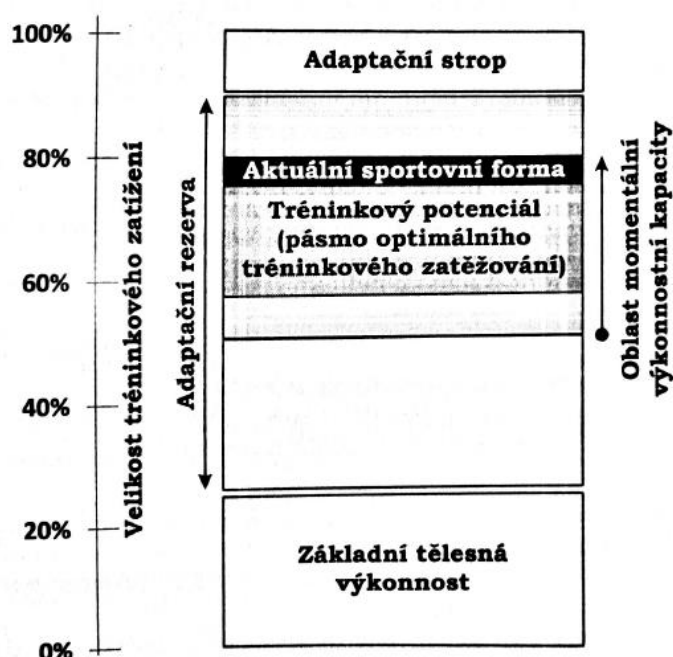 100%
80%
60%
40%
20%
0%
Velikost tréninkového zatížení
Adaptační rezerva
Adaptační strop
Aktuální sportovní forma
Tréninkový potenciál
(pásmo optimálního
tréninkového zatěžování)
Základní tělesná
výkonnost
Oblast momentální
výkonnostní kapacity